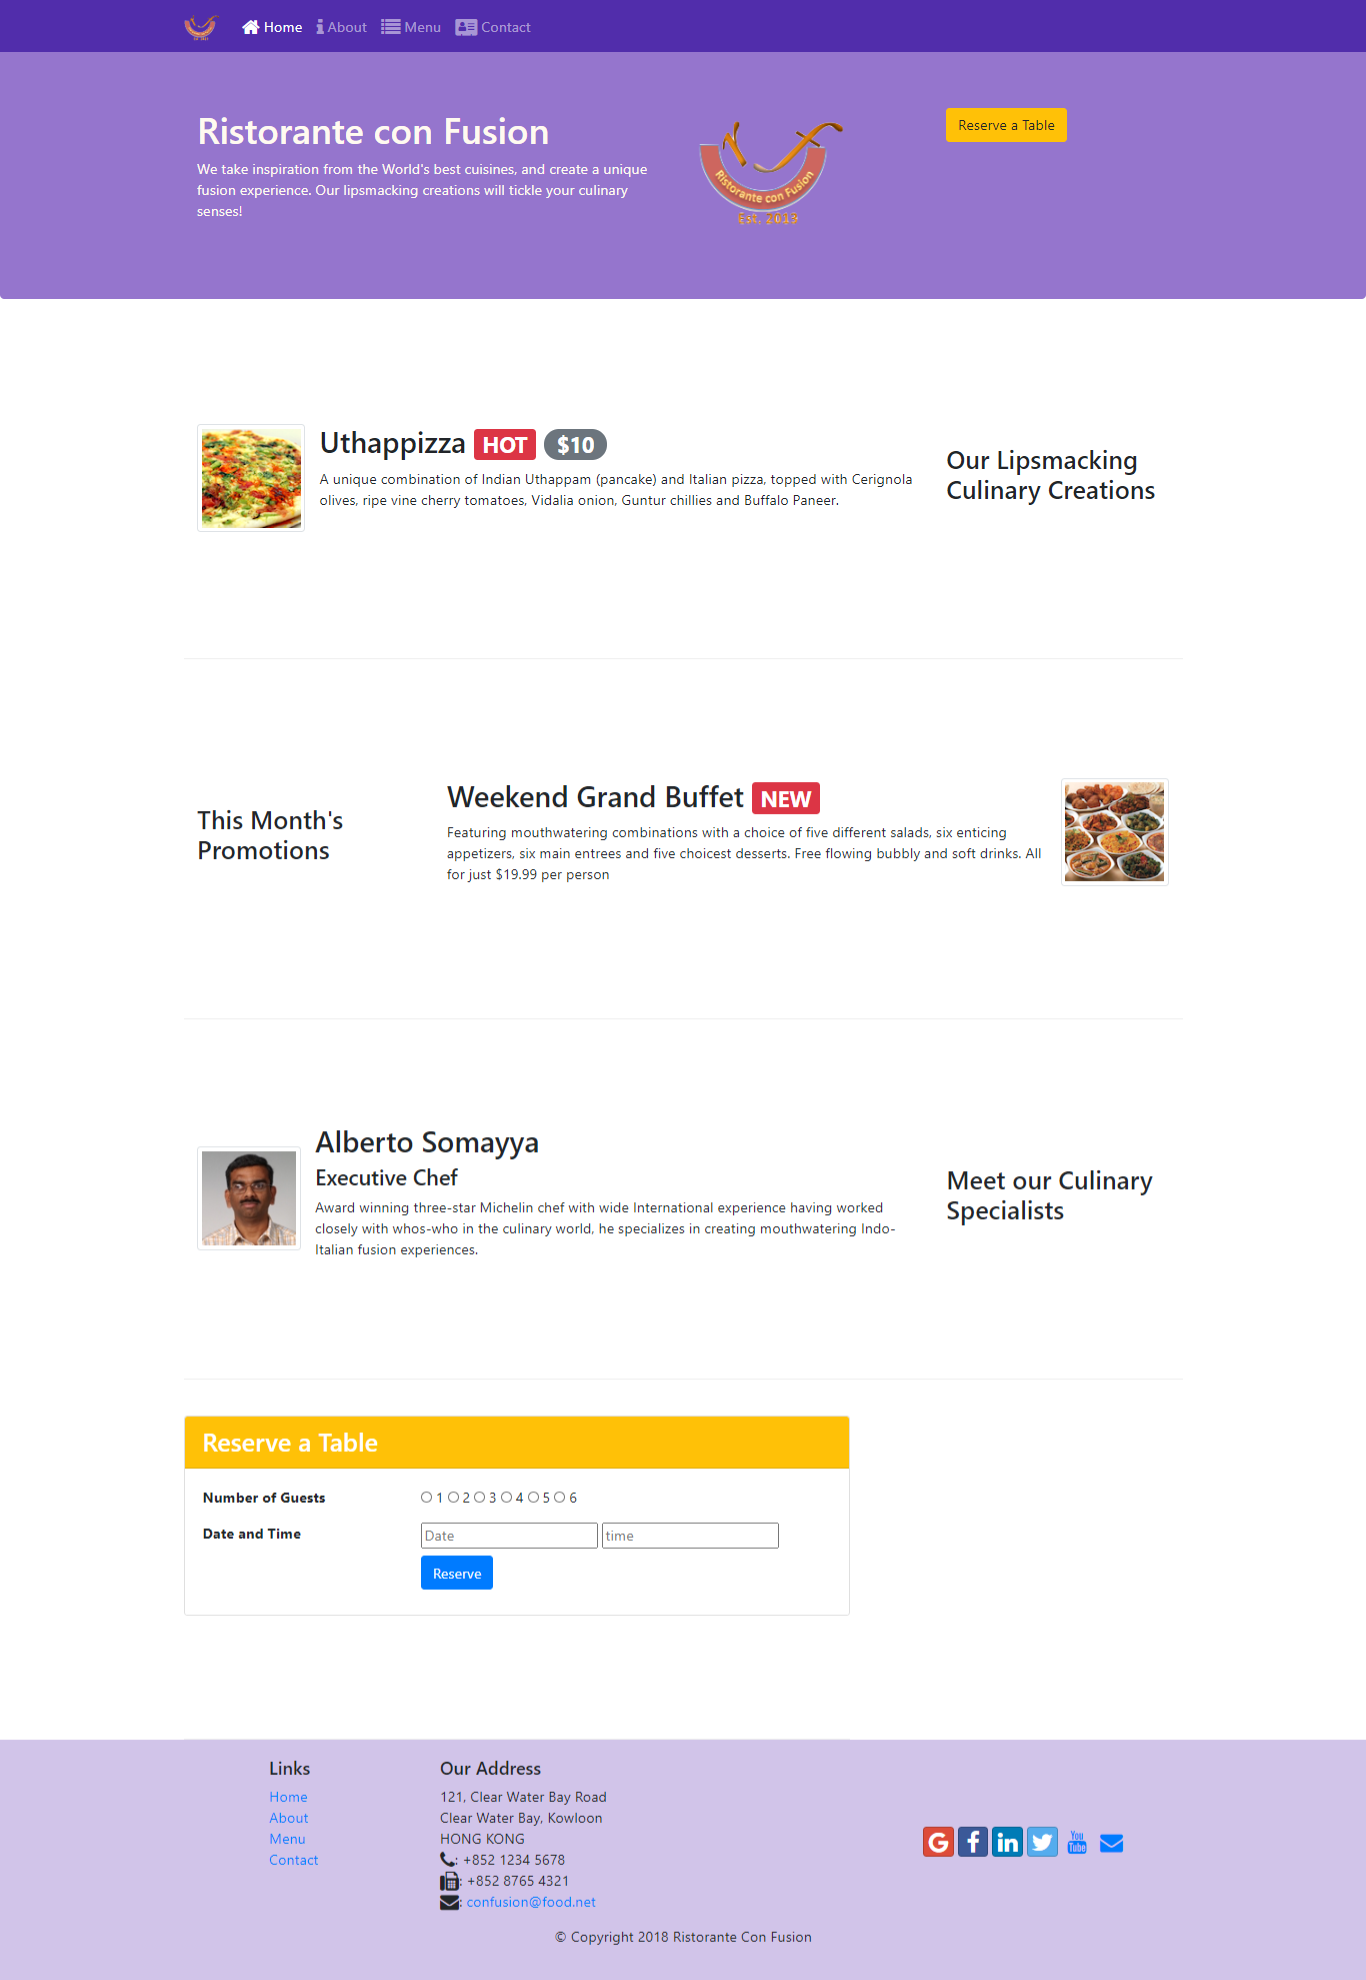 Home About Menu Contact
Ristorante con Fusion
We take inspiration from the World's best cuisines, and create a unique
fusion experience. Our lipsmacking creations will tickle your culinary
senses!
Ristorante con Fusion
Est. 2013
Reserve a Table
Uthappizza HOT $10
A unique combination of Indian Uthappam (pancake) and Italian pizza, topped with Cerignola
olives, ripe vine cherry tomatoes, Vidalia onion, Guntur chillies and Buffalo Paneer.
Our Lipsmacking
Culinary Creations
This Month's
Promotions
Weekend Grand Buffet NEW
Featuring mouthwatering combinations with a choice of five different salads, six enticing
appetizers, six main entrees and five choicest desserts. Free flowing bubbly and soft drinks. All
for just $19.99 per person
Alberto Somayya
Executive Chef
Award winning three-star Michelin chef with wide International experience having worked
closely with whos-who in the culinary world, he specializes in creating mouthwatering Indo-
Italian fusion experiences.
Meet our Culinary
Specialists
Reserve a Table
Number of Guests 1 2 3 4 5 6
Date and Time Date time
Reserve
Links
Home
About
Menu
Contact
Our Address
121, Clear Water Bay Road
Clear Water Bay, Kowloon
HONG KONG
: +852 1234 5678
: +852 8765 4321
: confusion@food.net
G f in You Tube
© Copyright 2018 Ristorante Con Fusion